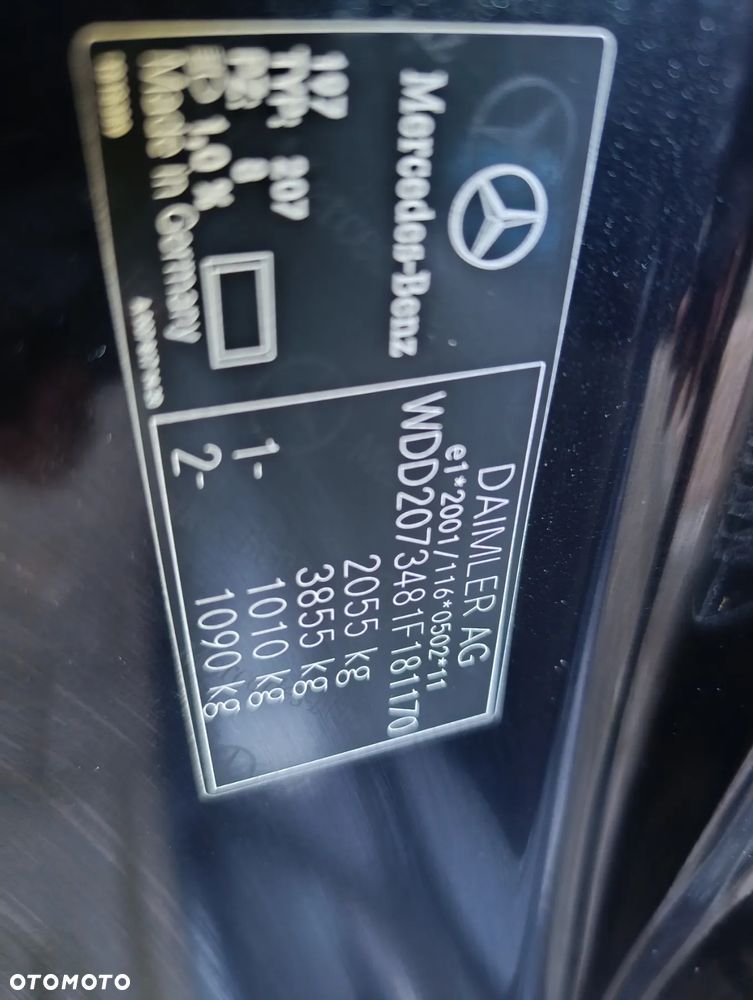 Mercedes-Benz
197
TYP: 207
Made in Germany
DAIMLER AG
e1*2001/116*0502*11
WDD2073481F181170
2055 kg
3855 kg
1- 1010 kg
2- 1090 kg
OTOMOTO